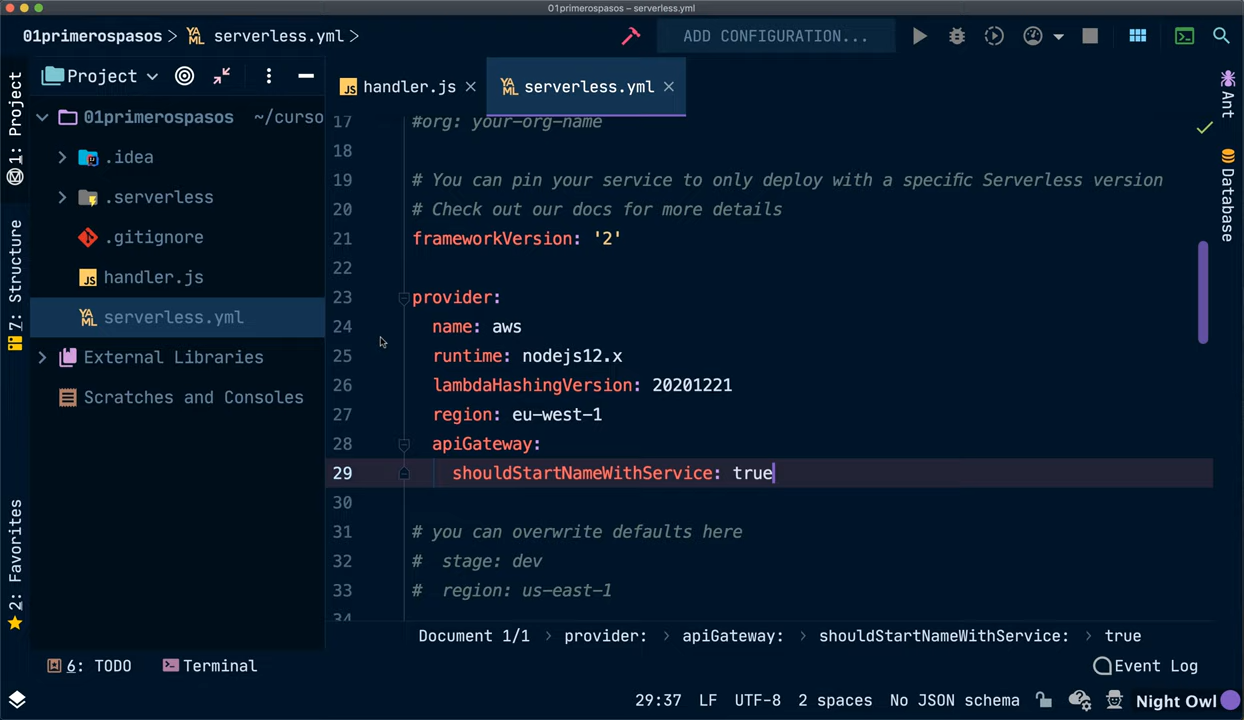 01primerospasos – serverless.yml
01primerospasos > serverless.yml >
ADD CONFIGURATION...
1: Project
7: Structure
2: Favorites
Project
01primerospasos ~/curso
.idea
.serverless
.gitignore
handler.js
serverless.yml
External Libraries
Scratches and Consoles
handler.js
serverless.yml
17 #org: your-org-name
18
19 # You can pin your service to only deploy with a specific Serverless version
20 # Check out our docs for more details
21 frameworkVersion: '2'
22
23 provider:
24 name: aws
25 runtime: nodejs12.x
26 lambdaHashingVersion: 20201221
27 region: eu-west-1
28 apiGateway:
29 shouldStartNameWithService: true
30
31 # you can overwrite defaults here
32 # stage: dev
33 # region: us-east-1
34
Document 1/1 > provider: > apiGateway: > shouldStartNameWithService: > true
Ant
Database
6: TODO Terminal
Event Log
29:37 LF UTF-8 2 spaces No JSON schema Night Owl